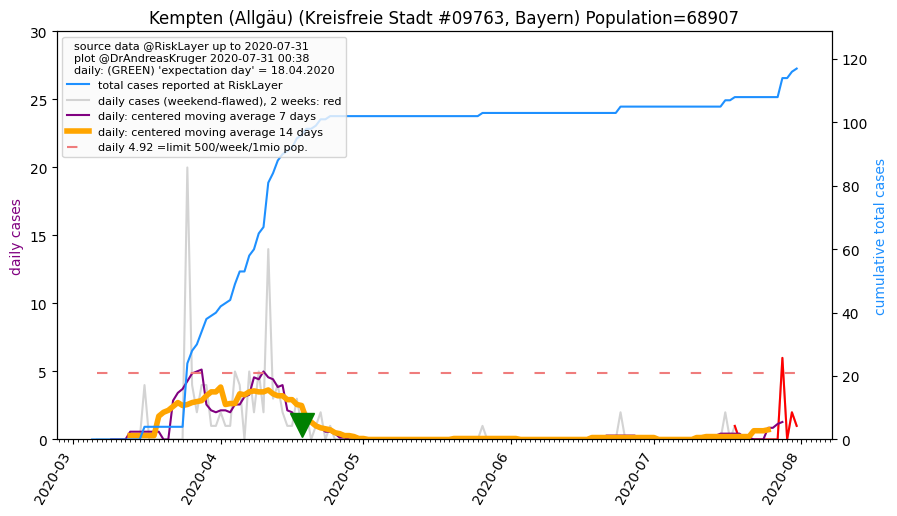 Kempten (Allgäu) (Kreisfreie Stadt #09763, Bayern) Population=68907
source data @RiskLayer up to 2020-07-31
plot @DrAndreasKruger 2020-07-31 00:38
daily: (GREEN) 'expectation day' = 18.04.2020
total cases reported at RiskLayer
daily cases (weekend-flawed), 2 weeks: red
daily: centered moving average 7 days
daily: centered moving average 14 days
daily 4.92 =limit 500/week/1mio pop.
daily cases
30
25
20
15
10
5
0
120
100
80
60
40
20
0
cumulative total cases
2020-03
2020-04
2020-05
2020-06
2020-07
2020-08